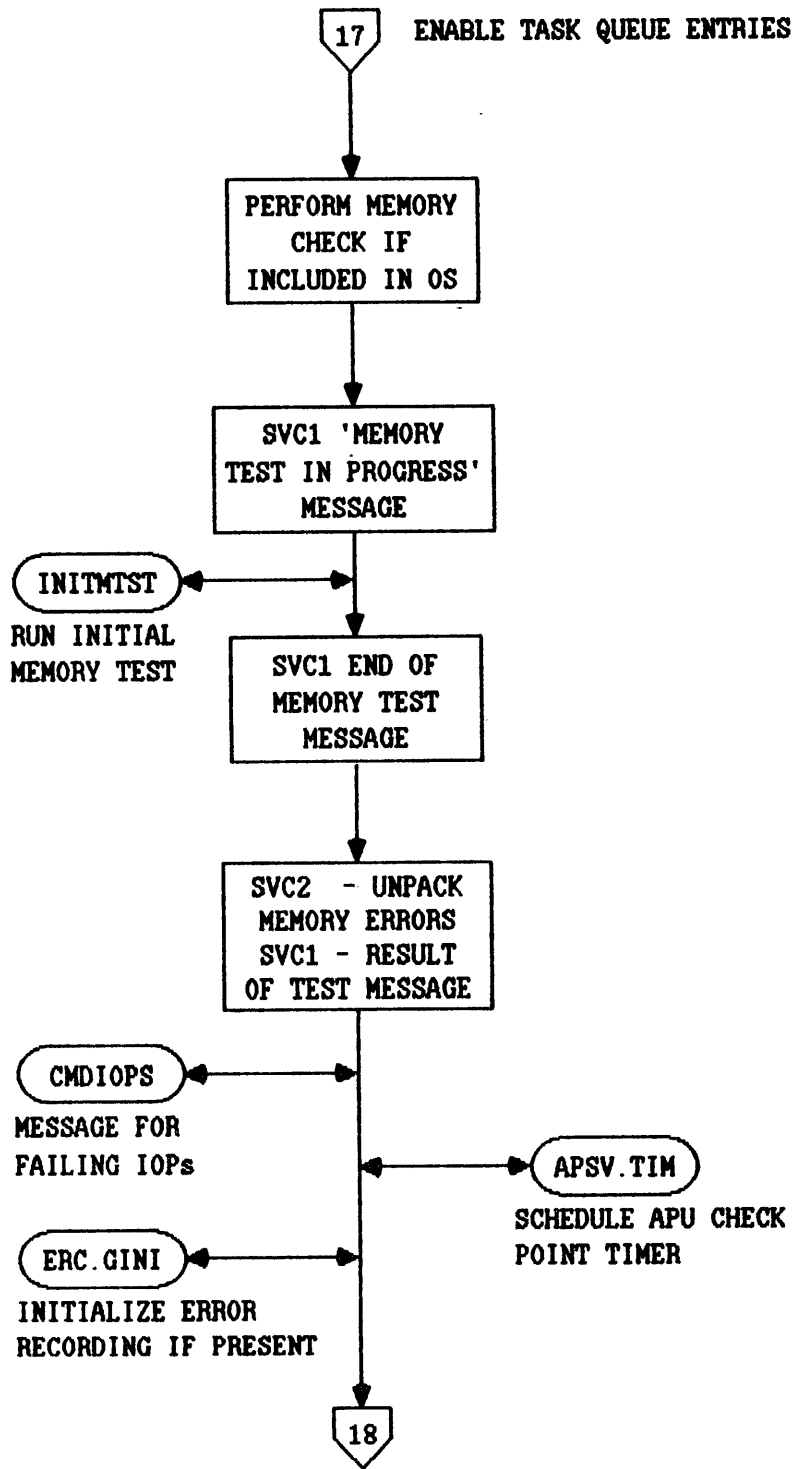 17
ENABLE TASK QUEUE ENTRIES
PERFORM MEMORY
CHECK IF
INCLUDED IN OS
SVC1 'MEMORY
TEST IN PROGRESS'
MESSAGE
INITMTST
RUN INITIAL
MEMORY TEST
SVC1 END OF
MEMORY TEST
MESSAGE
SVC2 - UNPACK
MEMORY ERRORS
SVC1 - RESULT
OF TEST MESSAGE
CMDIOPS
MESSAGE FOR
FAILING IOPs
APSV.TIM
SCHEDULE APU CHECK
POINT TIMER
ERC.GINI
INITIALIZE ERROR
RECORDING IF PRESENT
18